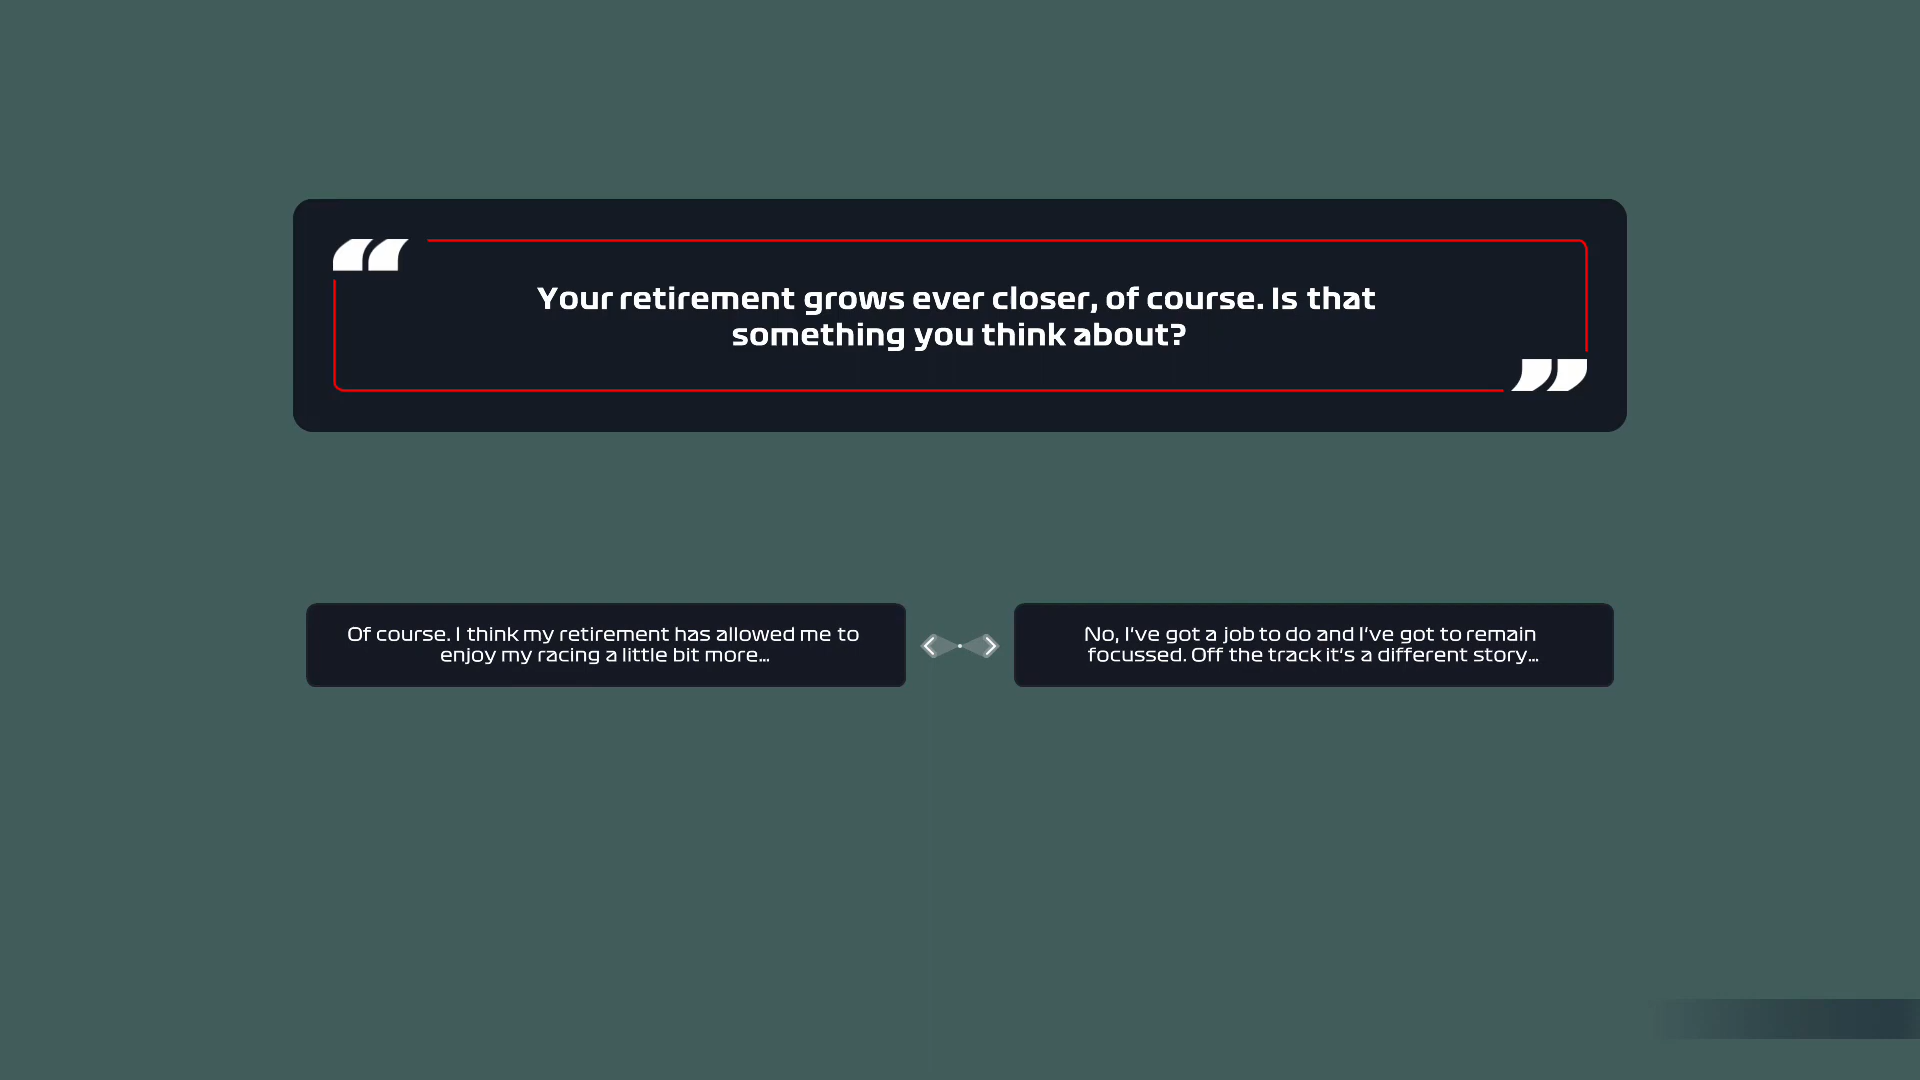 Your retirement grows ever closer, of course. Is that
something you think about?
Of course. I think my retirement has allowed me to
enjoy my racing a little bit more...
No, I've got a job to do and I've got to remain
focussed. Off the track it's a different story...